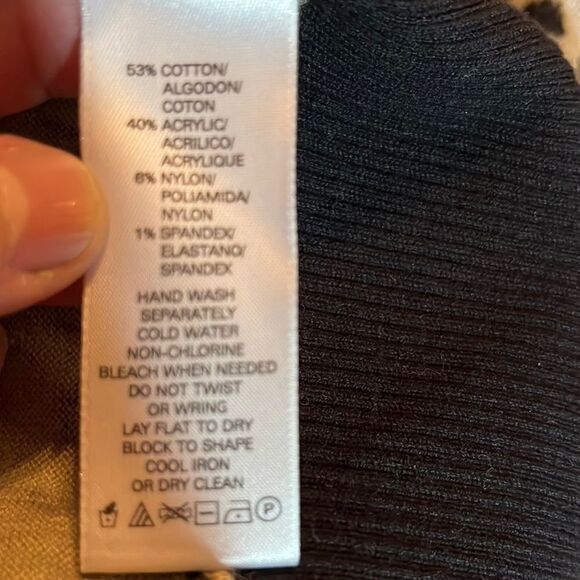 53% COTTON/
ALGODON/
COTON
40% ACRYLIC/
ACRILICO/
ACRYLIQUE
6% NYLON/
POLIAMIDA/
NYLON
1% SPANDEX/
ELASTANO/
SPANDEX
HAND WASH
SEPARATELY
COLD WATER
NON-CHLORINE
BLEACH WHEN NEEDED
DO NOT TWIST
OR WRING
LAY FLAT TO DRY
BLOCK TO SHAPE
COOL IRON
OR DRY CLEAN
P